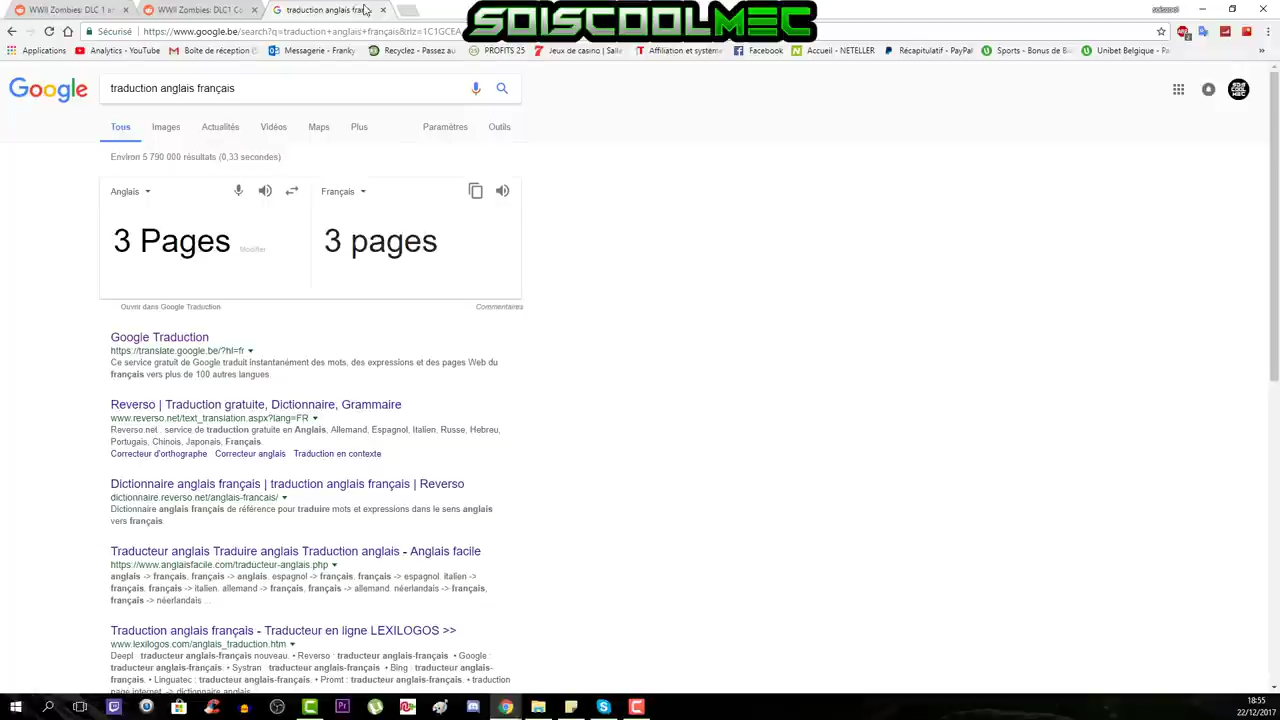 WWII Zombies: DLC 1
WWII Zombies: DLC! Co
traduction anglais fran
SOISCOOLMEC
soiscool
Sécurisé
https://www.google.be/search?q=traduction+anglais+français&rlz=1C1GCEA
Applications
Analytics - YouTube
Boîte de réception
M-Bombo
Recyclez - Passez au
PROFITS 25
Jeux de casino | Salle
Affiliation et système
Facebook
Accueil - NETELLER
Récapitulatif - PayPal
Sports - Bonus de B
Unibet Belgique - Pa
Google
traduction anglais français
Tous
Images
Actualités
Vidéos
Maps
Plus
Paramètres
Outils
Environ 5 790 000 résultats (0,33 secondes)
Anglais
Français
3 Pages
Modifier
3 pages
Ouvrir dans Google Traduction
Commentaires
Google Traduction
https://translate.google.be/?hl=fr
Ce service gratuit de Google traduit instantanément des mots, des expressions et des pages Web du
français vers plus de 100 autres langues.
Reverso | Traduction gratuite, Dictionnaire, Grammaire
www.reverso.net/text_translation.aspx?lang=FR
Reverso.net : service de traduction gratuite en Anglais, Allemand, Espagnol, Italien, Russe, Hebreu,
Portugais, Chinois, Japonais, Français.
Correcteur d'orthographe
Correcteur anglais
Traduction en contexte
Dictionnaire anglais français | traduction anglais français | Reverso
dictionnaire.reverso.net/anglais-francais/
Dictionnaire anglais français de référence pour traduire mots et expressions dans le sens anglais
vers français.
Traducteur anglais Traduire anglais Traduction anglais - Anglais facile
https://www.anglaisfacile.com/traducteur-anglais.php
anglais -> français, français -> anglais, espagnol -> français, français -> espagnol, italien ->
français, français -> italien, allemand -> français, français -> allemand, néerlandais -> français,
français -> néerlandais ...
Traduction anglais français - Traducteur en ligne LEXILOGOS >>
www.lexilogos.com/anglais_traduction.htm
Deepl : traducteur anglais-français nouveau. • Reverso : traducteur anglais-français • Google :
traducteur anglais-français. • Systran : traducteur anglais-français • Bing : traducteur anglais-
français. • Linguatec : traducteur anglais-français. • Promt : traducteur anglais-français. • traduction
page internet -> dictionnaire anglais
18:55
22/12/2017